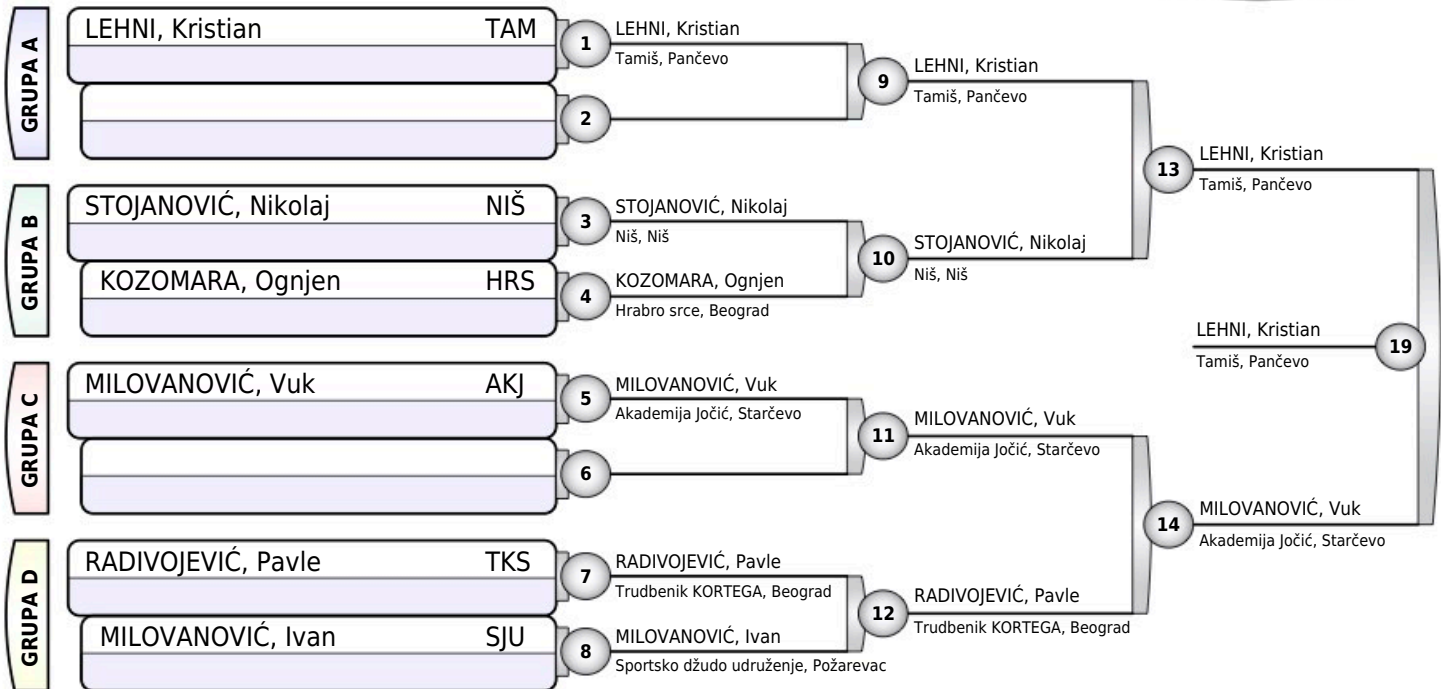 GRUPA A
LEHNI, Kristian TAM
1
LEHNI, Kristian
Tamiš, Pančevo
2
9
LEHNI, Kristian
Tamiš, Pančevo
13
LEHNI, Kristian
Tamiš, Pančevo
GRUPA B
STOJANOVIĆ, Nikolaj NIŠ
3
STOJANOVIĆ, Nikolaj
Niš, Niš
10
STOJANOVIĆ, Nikolaj
Niš, Niš
KOZOMARA, Ognjen HRS
4
KOZOMARA, Ognjen
Hrabro srce, Beograd
LEHNI, Kristian
Tamiš, Pančevo
19
GRUPA C
MILOVANOVIĆ, Vuk AKJ
5
MILOVANOVIĆ, Vuk
Akademija Jočić, Starčevo
11
MILOVANOVIĆ, Vuk
Akademija Jočić, Starčevo
6
14
MILOVANOVIĆ, Vuk
Akademija Jočić, Starčevo
GRUPA D
RADIVOJEVIĆ, Pavle TKS
7
RADIVOJEVIĆ, Pavle
Trudbenik KORTEGA, Beograd
12
RADIVOJEVIĆ, Pavle
Trudbenik KORTEGA, Beograd
MILOVANOVIĆ, Ivan SJU
8
MILOVANOVIĆ, Ivan
Sportsko džudo udruženje, Požarevac